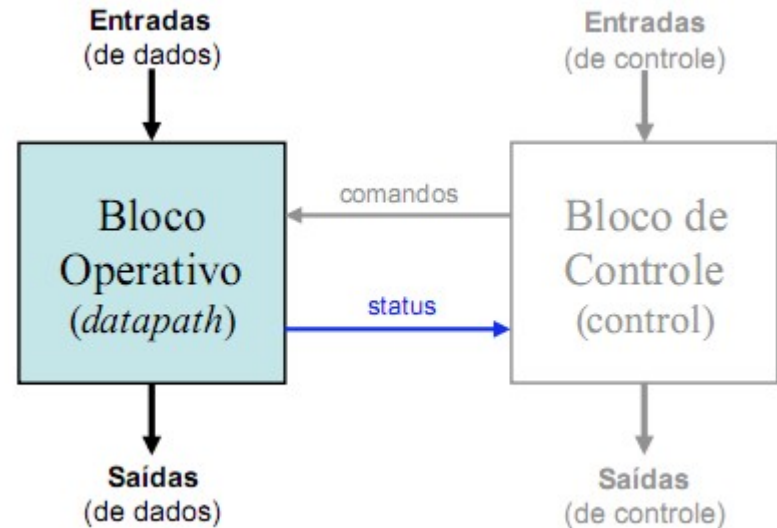 Entradas
(de dados)
Entradas
(de controle)
Bloco
Operativo
(datapath)
comandos
status
Bloco de
Controle
(control)
Saídas
(de dados)
Saídas
(de controle)